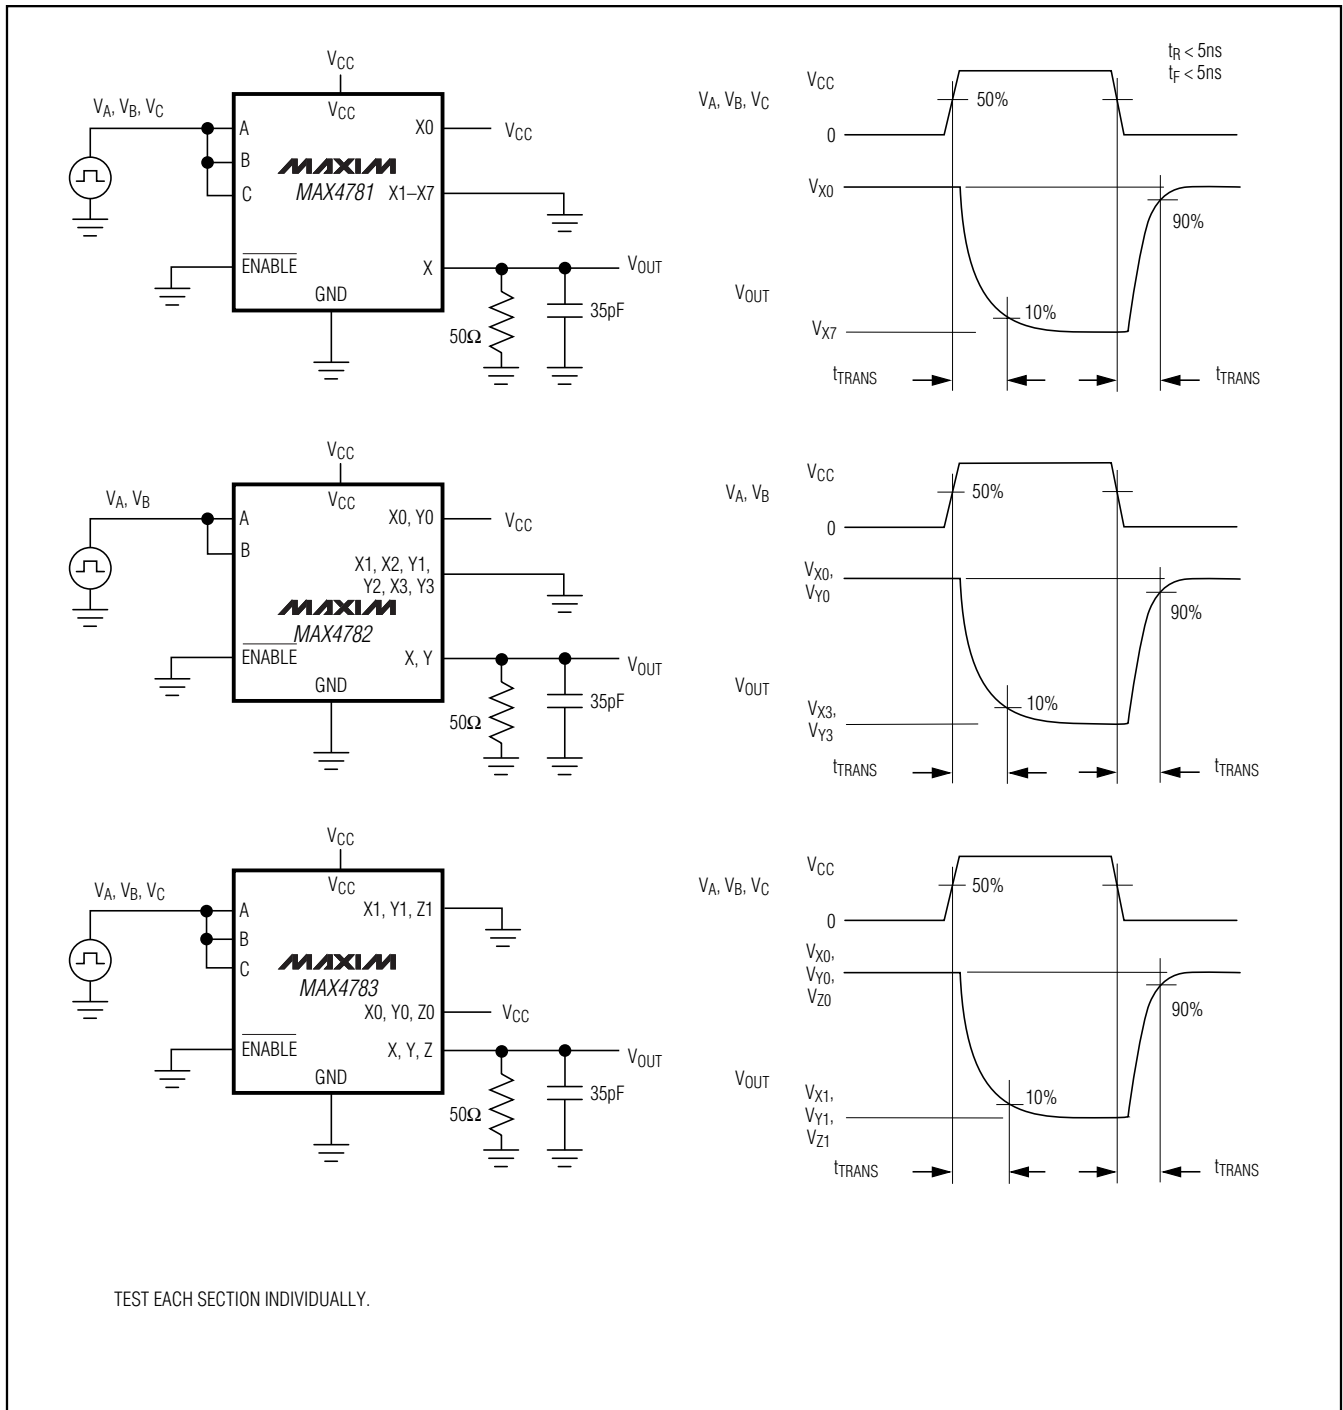 VCC
VA, VB, VC
VCC
A
B
C
X0
VCC
MAXIM
MAX4781
X1–X7
ENABLE
X
VOUT
GND
50Ω
35pF
tR < 5ns
tF < 5ns
VCC
VA, VB, VC
50%
0
VX0
90%
VOUT
10%
VX7
tTRANS
tTRANS
VCC
VA, VB
VCC
A
B
X0, Y0
VCC
X1, X2, Y1,
Y2, X3, Y3
MAXIM
MAX4782
ENABLE
X, Y
VOUT
GND
50Ω
35pF
VCC
VA, VB
50%
0
VX0,
VY0
90%
VOUT
10%
VX3,
VY3
tTRANS
tTRANS
VCC
VA, VB, VC
VCC
A
B
C
X1, Y1, Z1
MAXIM
MAX4783
X0, Y0, Z0
VCC
ENABLE
X, Y, Z
VOUT
GND
50Ω
35pF
VCC
VA, VB, VC
50%
0
VX0,
VY0,
VZ0
90%
VOUT
10%
VX1,
VY1,
VZ1
tTRANS
tTRANS
TEST EACH SECTION INDIVIDUALLY.